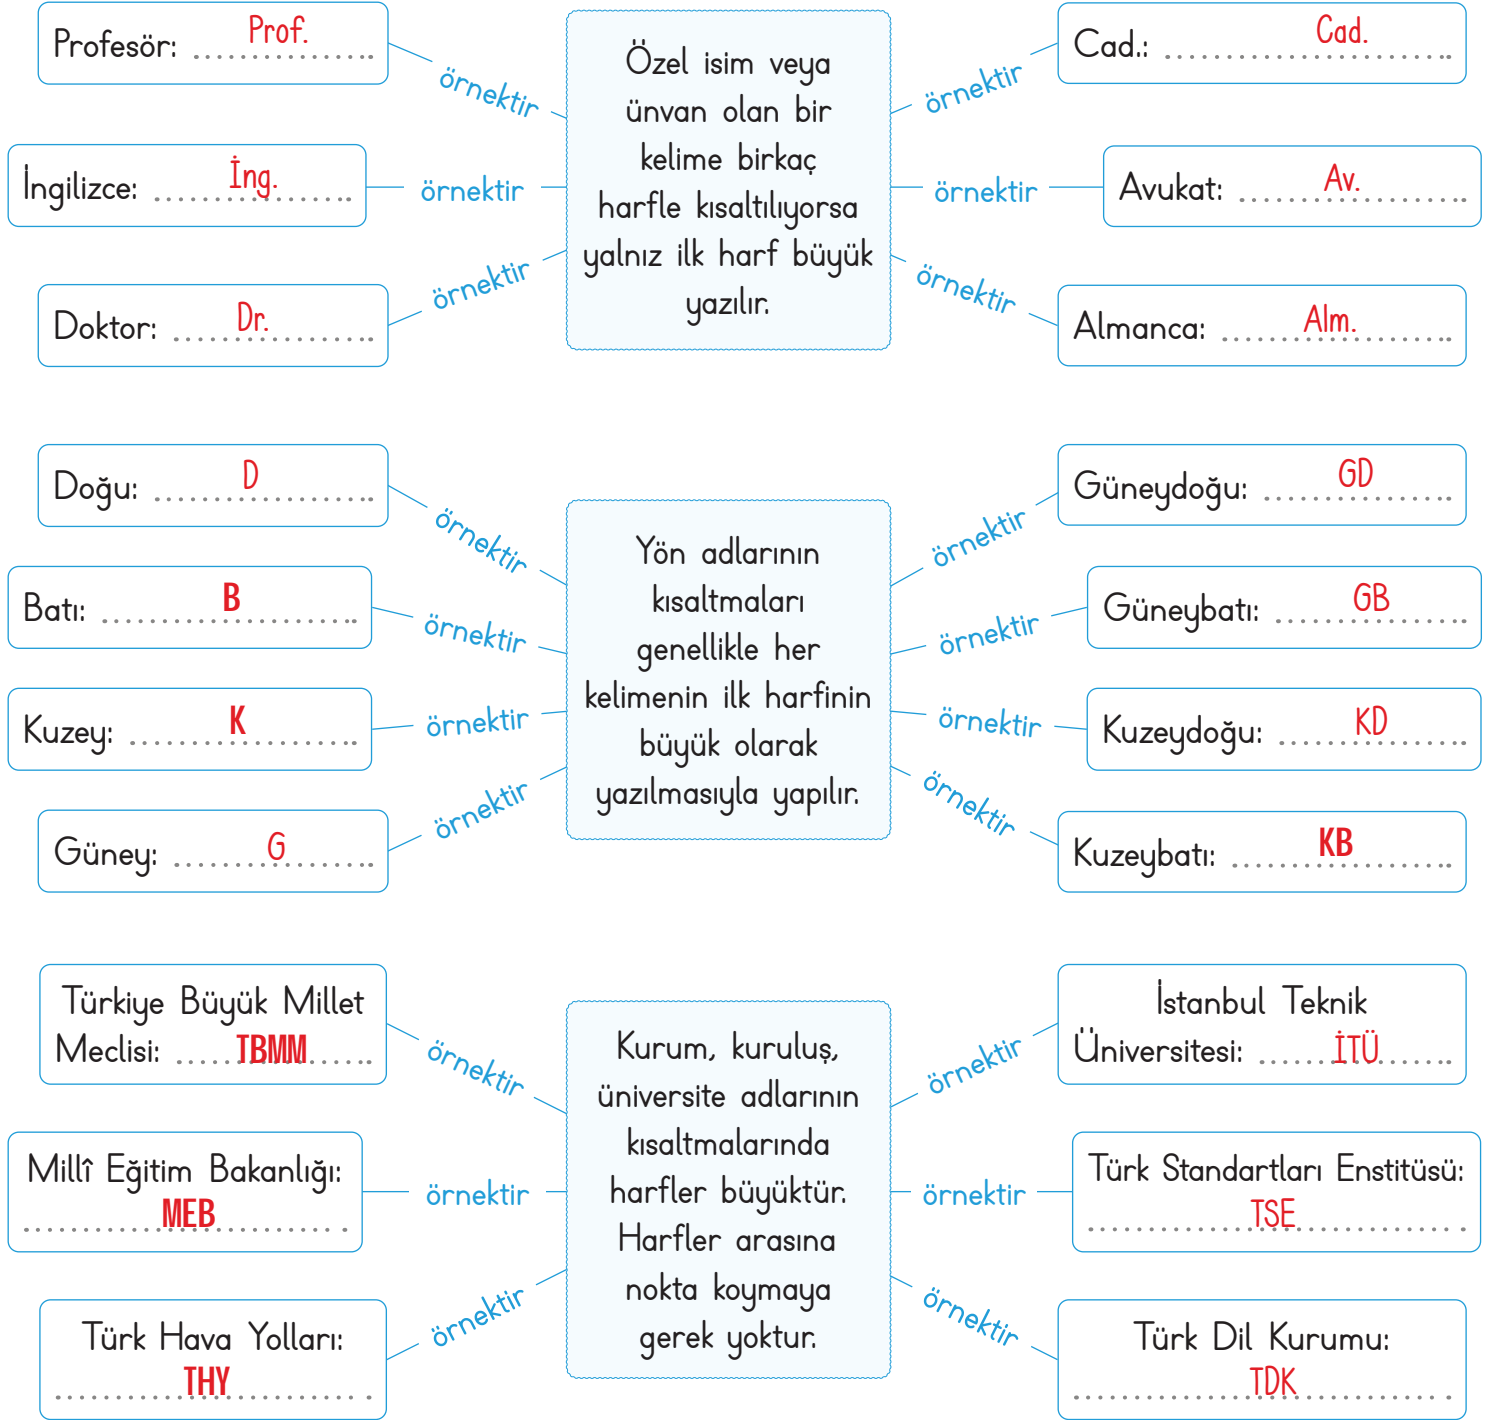 Profesör: Prof.
örnektir
İngilizce: İng.
örnektir
Doktor: Dr.
örnektir
Özel isim veya
ünvan olan bir
kelime birkaç
harfle kısaltılıyorsa
yalnız ilk harf büyük
yazılır.
Cad.: Cad.
örnektir
Avukat: Av.
örnektir
Almanca: Alm.
örnektir
Doğu: D
örnektir
Batı: B
örnektir
Kuzey: K
örnektir
Güney: G
örnektir
Yön adlarının
kısaltmaları
genellikle her
kelimenin ilk harfinin
büyük olarak
yazılmasıyla yapılır.
Güneydoğu: GD
örnektir
Güneybatı: GB
örnektir
Kuzeydoğu: KD
örnektir
Kuzeybatı: KB
örnektir
Türkiye Büyük Millet
Meclisi: TBMM
örnektir
Millî Eğitim Bakanlığı:
MEB
örnektir
Türk Hava Yolları:
THY
örnektir
Kurum, kuruluş,
üniversite adlarının
kısaltmalarında
harfler büyüktür.
Harfler arasına
nokta koymaya
gerek yoktur.
İstanbul Teknik
Üniversitesi: İTÜ
örnektir
Türk Standartları Enstitüsü:
TSE
örnektir
Türk Dil Kurumu:
TDK
örnektir